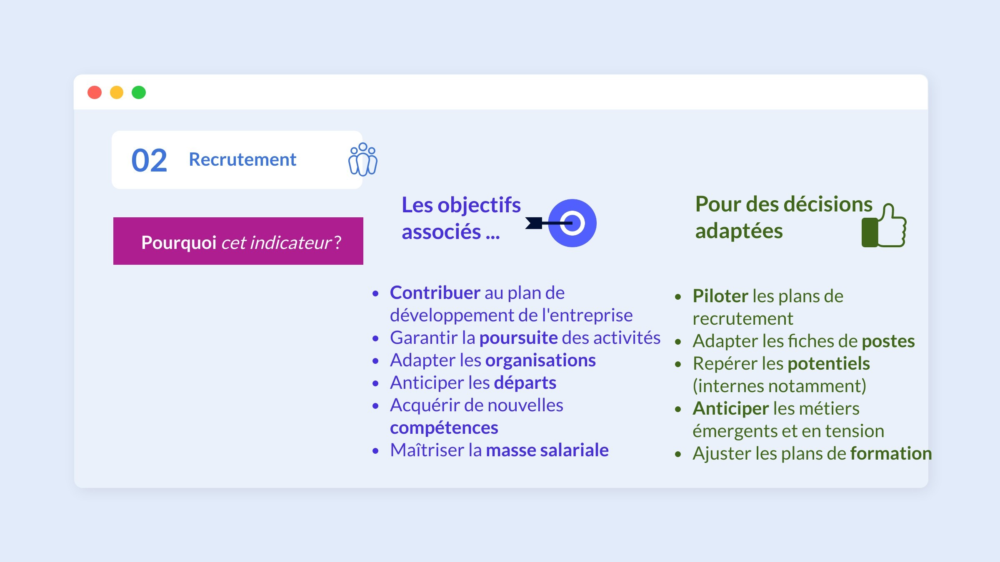 02 Recrutement
Pourquoi cet indicateur ?
Les objectifs
associés ...
• Contribuer au plan de
développement de l'entreprise
• Garantir la poursuite des activités
• Adapter les organisations
• Anticiper les départs
• Acquérir de nouvelles
compétences
• Maîtriser la masse salariale
Pour des décisions
adaptées
• Piloter les plans de
recrutement
• Adapter les fiches de postes
• Repérer les potentiels
(internes notamment)
• Anticiper les métiers
émergents et en tension
• Ajuster les plans de formation